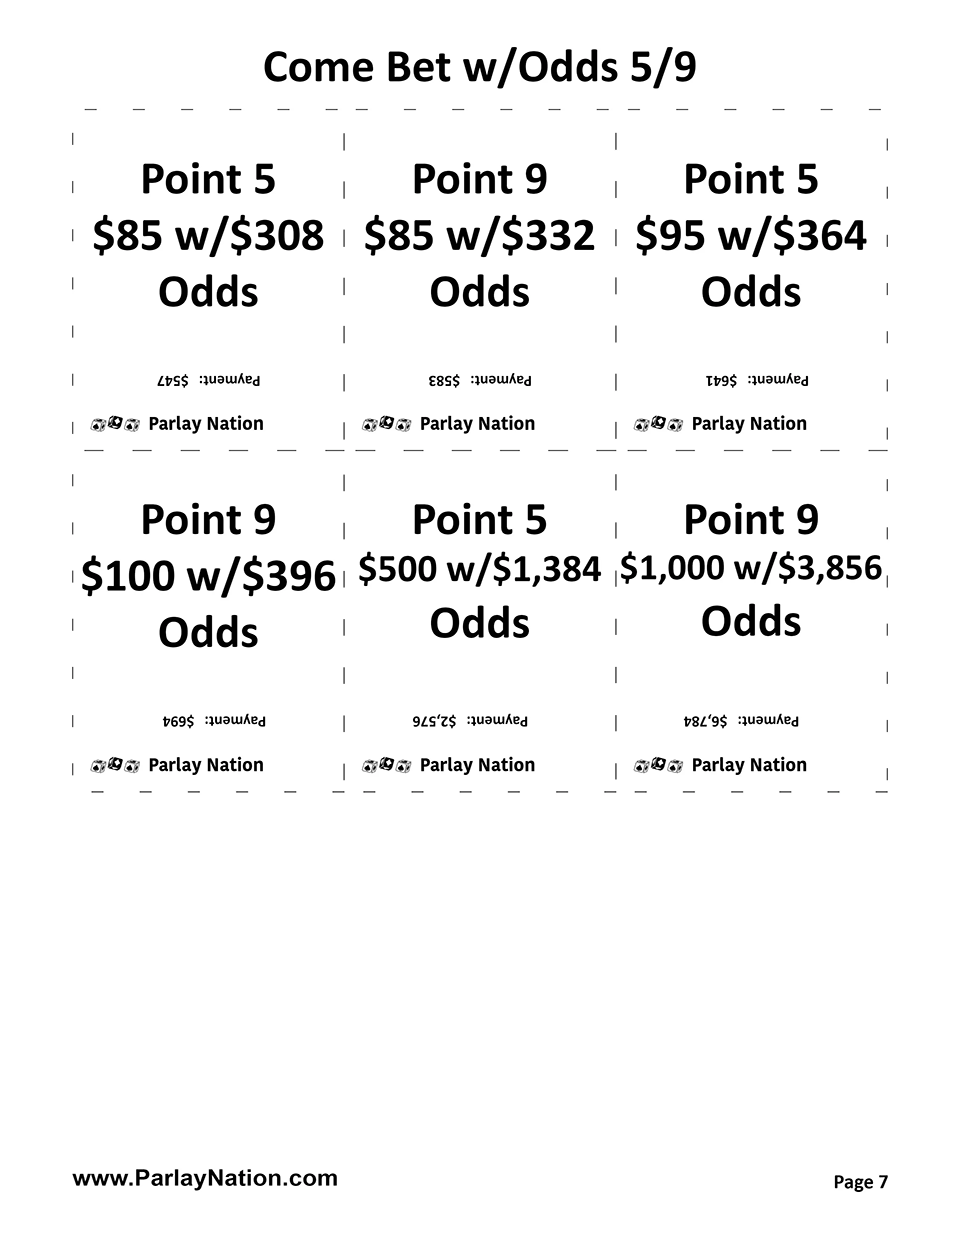 Come Bet w/Odds 5/9
Point 5
$85 w/$308
Odds
Payment: $547
Parlay Nation
Point 9
$85 w/$332
Odds
Payment: $583
Parlay Nation
Point 5
$95 w/$364
Odds
Payment: $641
Parlay Nation
Point 9
$100 w/$396
Odds
Payment: $694
Parlay Nation
Point 5
$500 w/$1,384
Odds
Payment: $2,576
Parlay Nation
Point 9
$1,000 w/$3,856
Odds
Payment: $6,784
Parlay Nation
www.ParlayNation.com
Page 7